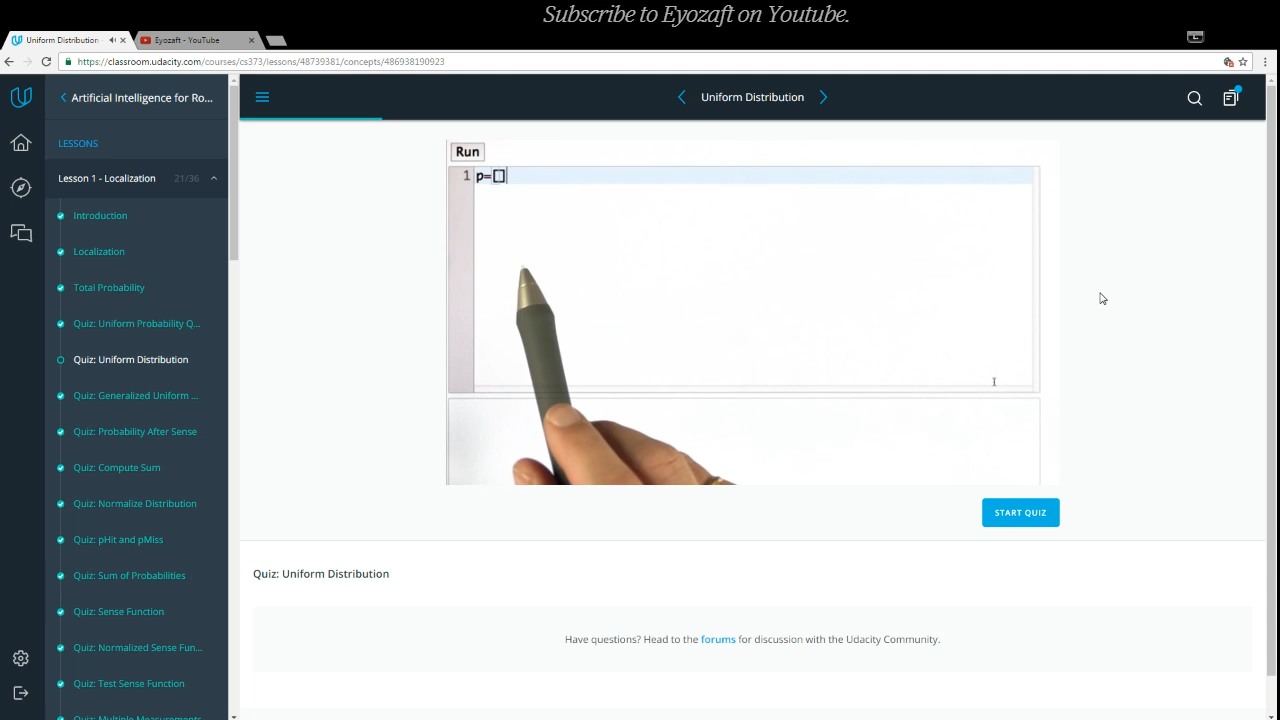 Subscribe to Eyozaft on Youtube.
Uniform Distribution
Eyozaft - YouTube
https://classroom.udacity.com/courses/cs373/lessons/48739381/concepts/486938190923
Artificial Intelligence for Ro...
Uniform Distribution
LESSONS
Lesson 1 - Localization 21/36
Introduction
Localization
Total Probability
Quiz: Uniform Probability Q...
Quiz: Uniform Distribution
Quiz: Generalized Uniform ...
Quiz: Probability After Sense
Quiz: Compute Sum
Quiz: Normalize Distribution
Quiz: pHit and pMiss
Quiz: Sum of Probabilities
Quiz: Sense Function
Quiz: Normalized Sense Fun...
Quiz: Test Sense Function
Quiz: Multiple Measurements
Run
1 p=[]
START QUIZ
Quiz: Uniform Distribution
Have questions? Head to the forums for discussion with the Udacity Community.